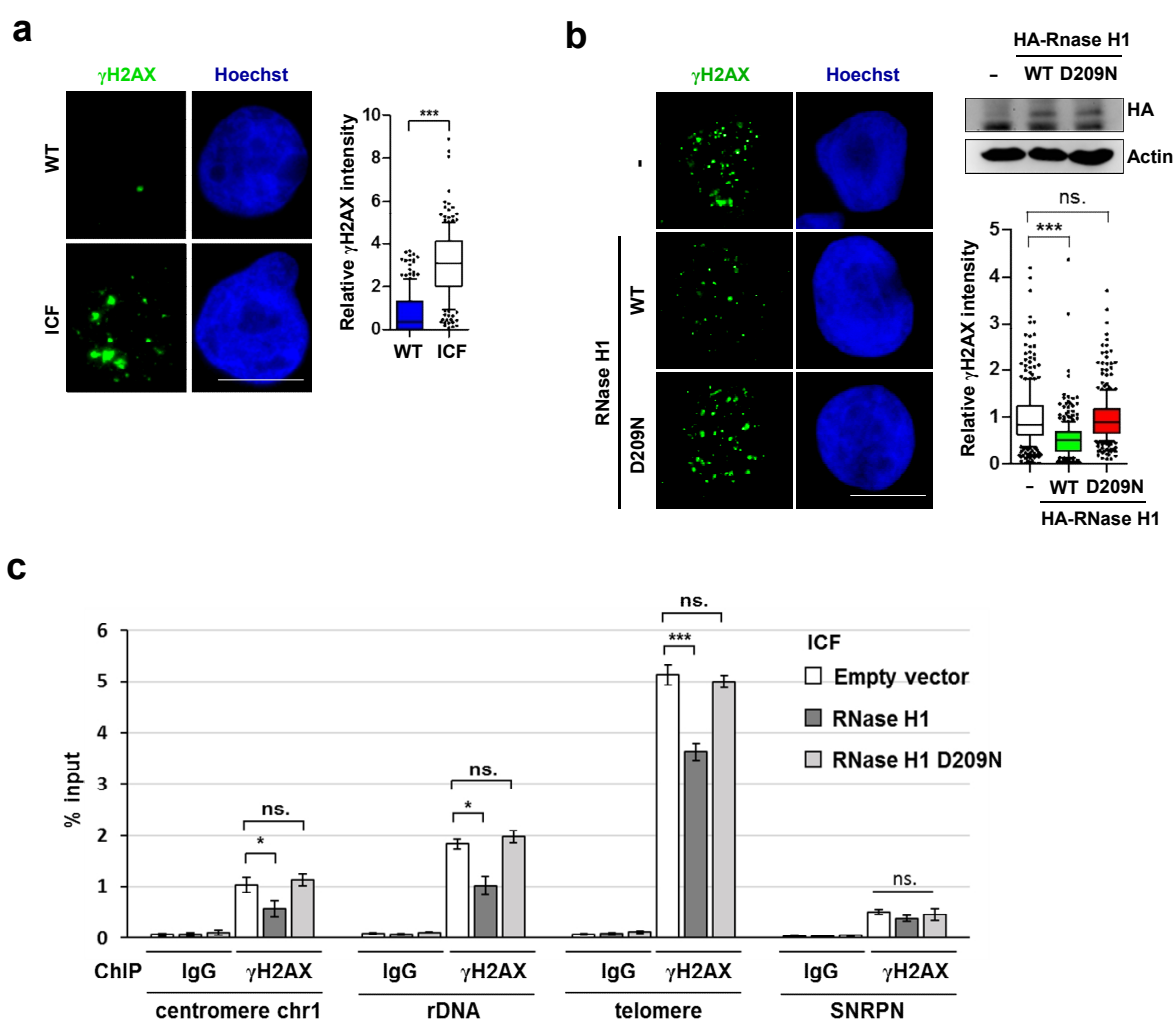 a
γH2AX Hoechst
WT
ICF
Relative γH2AX intensity
10
8
6
4
2
0
***
WT ICF
b
γH2AX Hoechst
-
RNase H1
WT
D209N
HA-Rnase H1
– WT D209N
HA
Actin
Relative γH2AX intensity
5
4
3
2
1
0
ns.
***
– WT D209N
HA-RNase H1
c
% input
6
5
4
3
2
1
0
ns.
*
ns.
*
ns.
***
ns.
ICF
Empty vector
RNase H1
RNase H1 D209N
ChIP IgG γH2AX IgG γH2AX IgG γH2AX IgG γH2AX
centromere chr1 rDNA telomere SNRPN